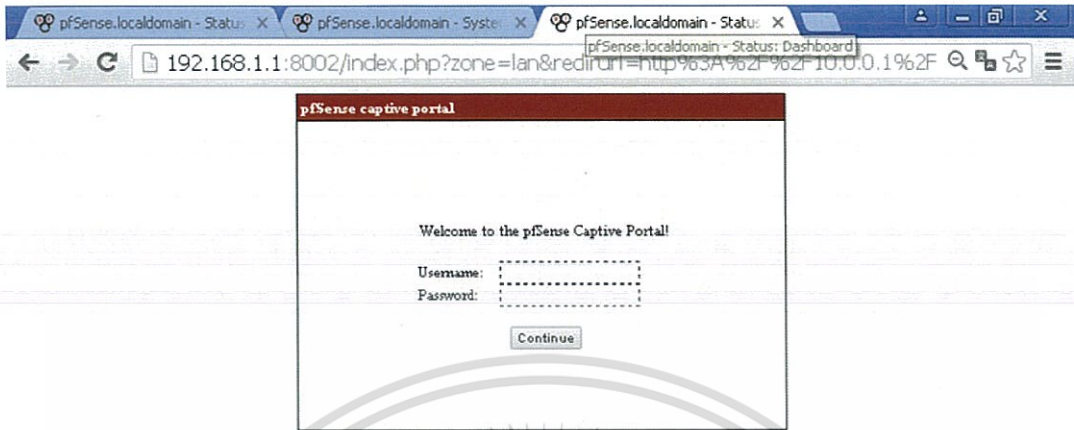 pfSense.localdomain - Status
pfSense.localdomain - Syste
pfSense.localdomain - Status
pfSense.localdomain - Status: Dashboard
192.168.1.1:8002/index.php?zone=lan&redirurl=http%3A%2F%2F10.0.0.1%2F
pfSense captive portal
Welcome to the pfSense Captive Portal!
Username:
Password:
Continue